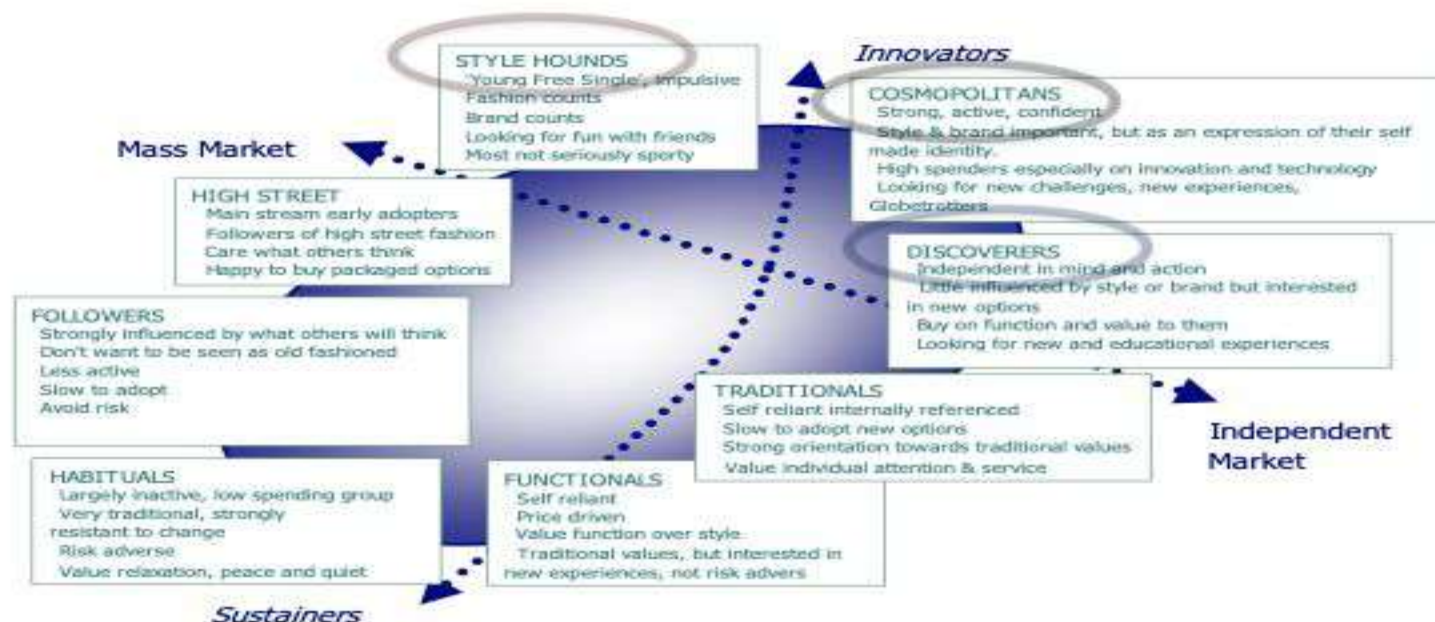 Innovators
STYLE HOUNDS
'Young Free Single', Impulsive
Fashion counts
Brand counts
Looking for fun with friends
Most not seriously sporty
COSMOPOLITANS
Strong, active, confident
Style & brand important, but as an expression of their self
made identity.
High spenders especially on innovation and technology
Looking for new challenges, new experiences,
Globetrotters
Mass Market
HIGH STREET
Main stream early adopters
Followers of high street fashion
Care what others think
Happy to buy packaged options
DISCOVERERS
Independent in mind and action
Little influenced by style or brand but interested
in new options
Buy on function and value to them
Looking for new and educational experiences
FOLLOWERS
Strongly influenced by what others will think
Don't want to be seen as old fashioned
Less active
Slow to adopt
Avoid risk
TRADITIONALS
Self reliant internally referenced
Slow to adopt new options
Strong orientation towards traditional values
Value individual attention & service
Independent
Market
HABITUALS
Largely inactive, low spending group
Very traditional, strongly
resistant to change
Risk adverse
Value relaxation, peace and quiet
FUNCTIONALS
Self reliant
Price driven
Value function over style
Traditional values, but interested in
new experiences, not risk advers
Sustainers